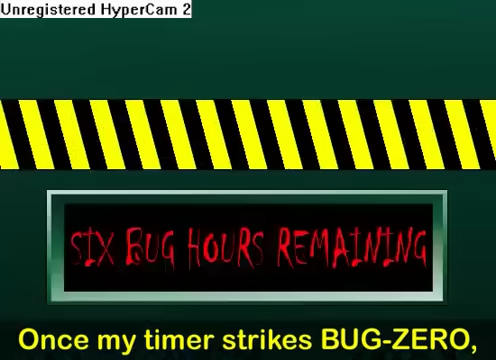 Unregistered HyperCam 2
SIX BUG HOURS REMAINING
Once my timer strikes BUG-ZERO,